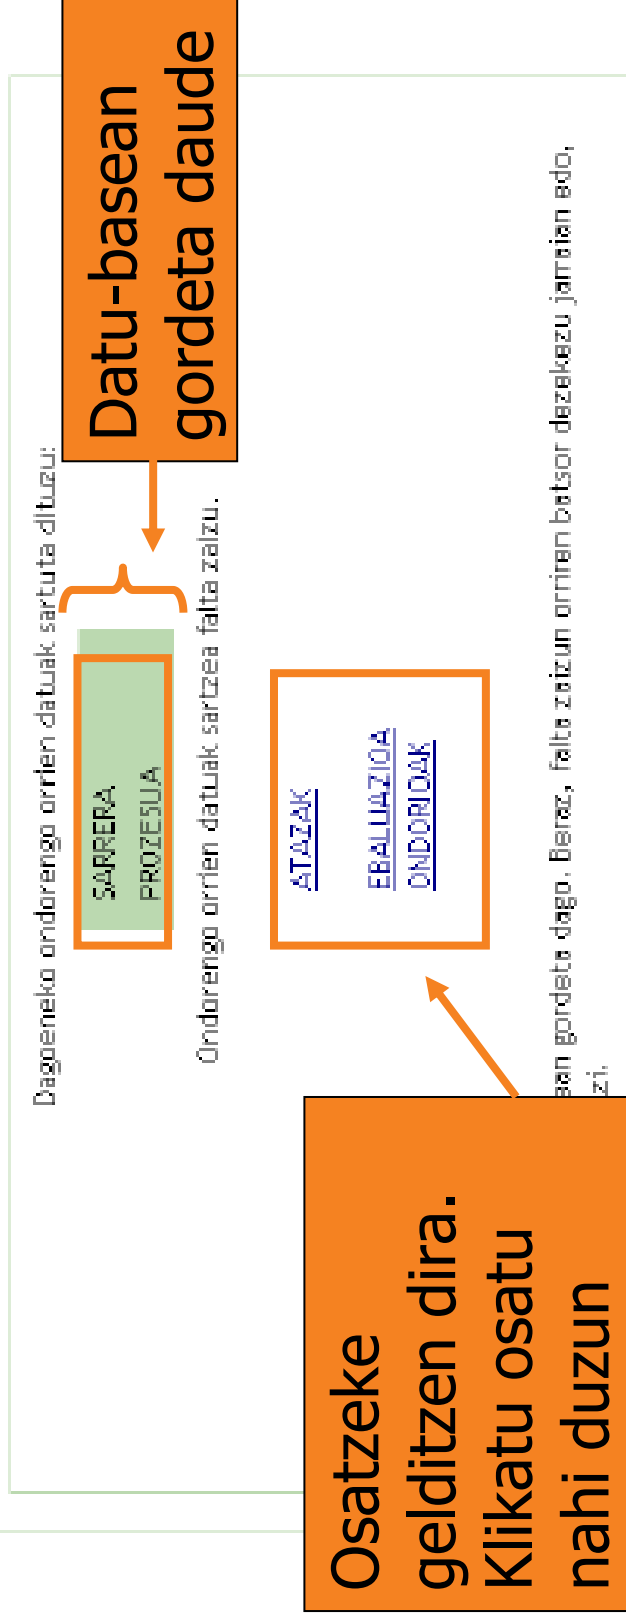 Dagoeneko ondorengo orrien datuak sartuta dituzu:
Datu-basean
gordeta daude
SARRERA
PROZESUA
Ondorengo orrien datuak sartzea falta zaizu.
ATAZAK
EBALUAZIOA
ONDORIOAK
gordeta dago. Beraz, falta zaizun orriren batsor dezakezu jarraian edo,
Osatzeke
gelditzen dira.
Klikatu osatu
nahi duzun